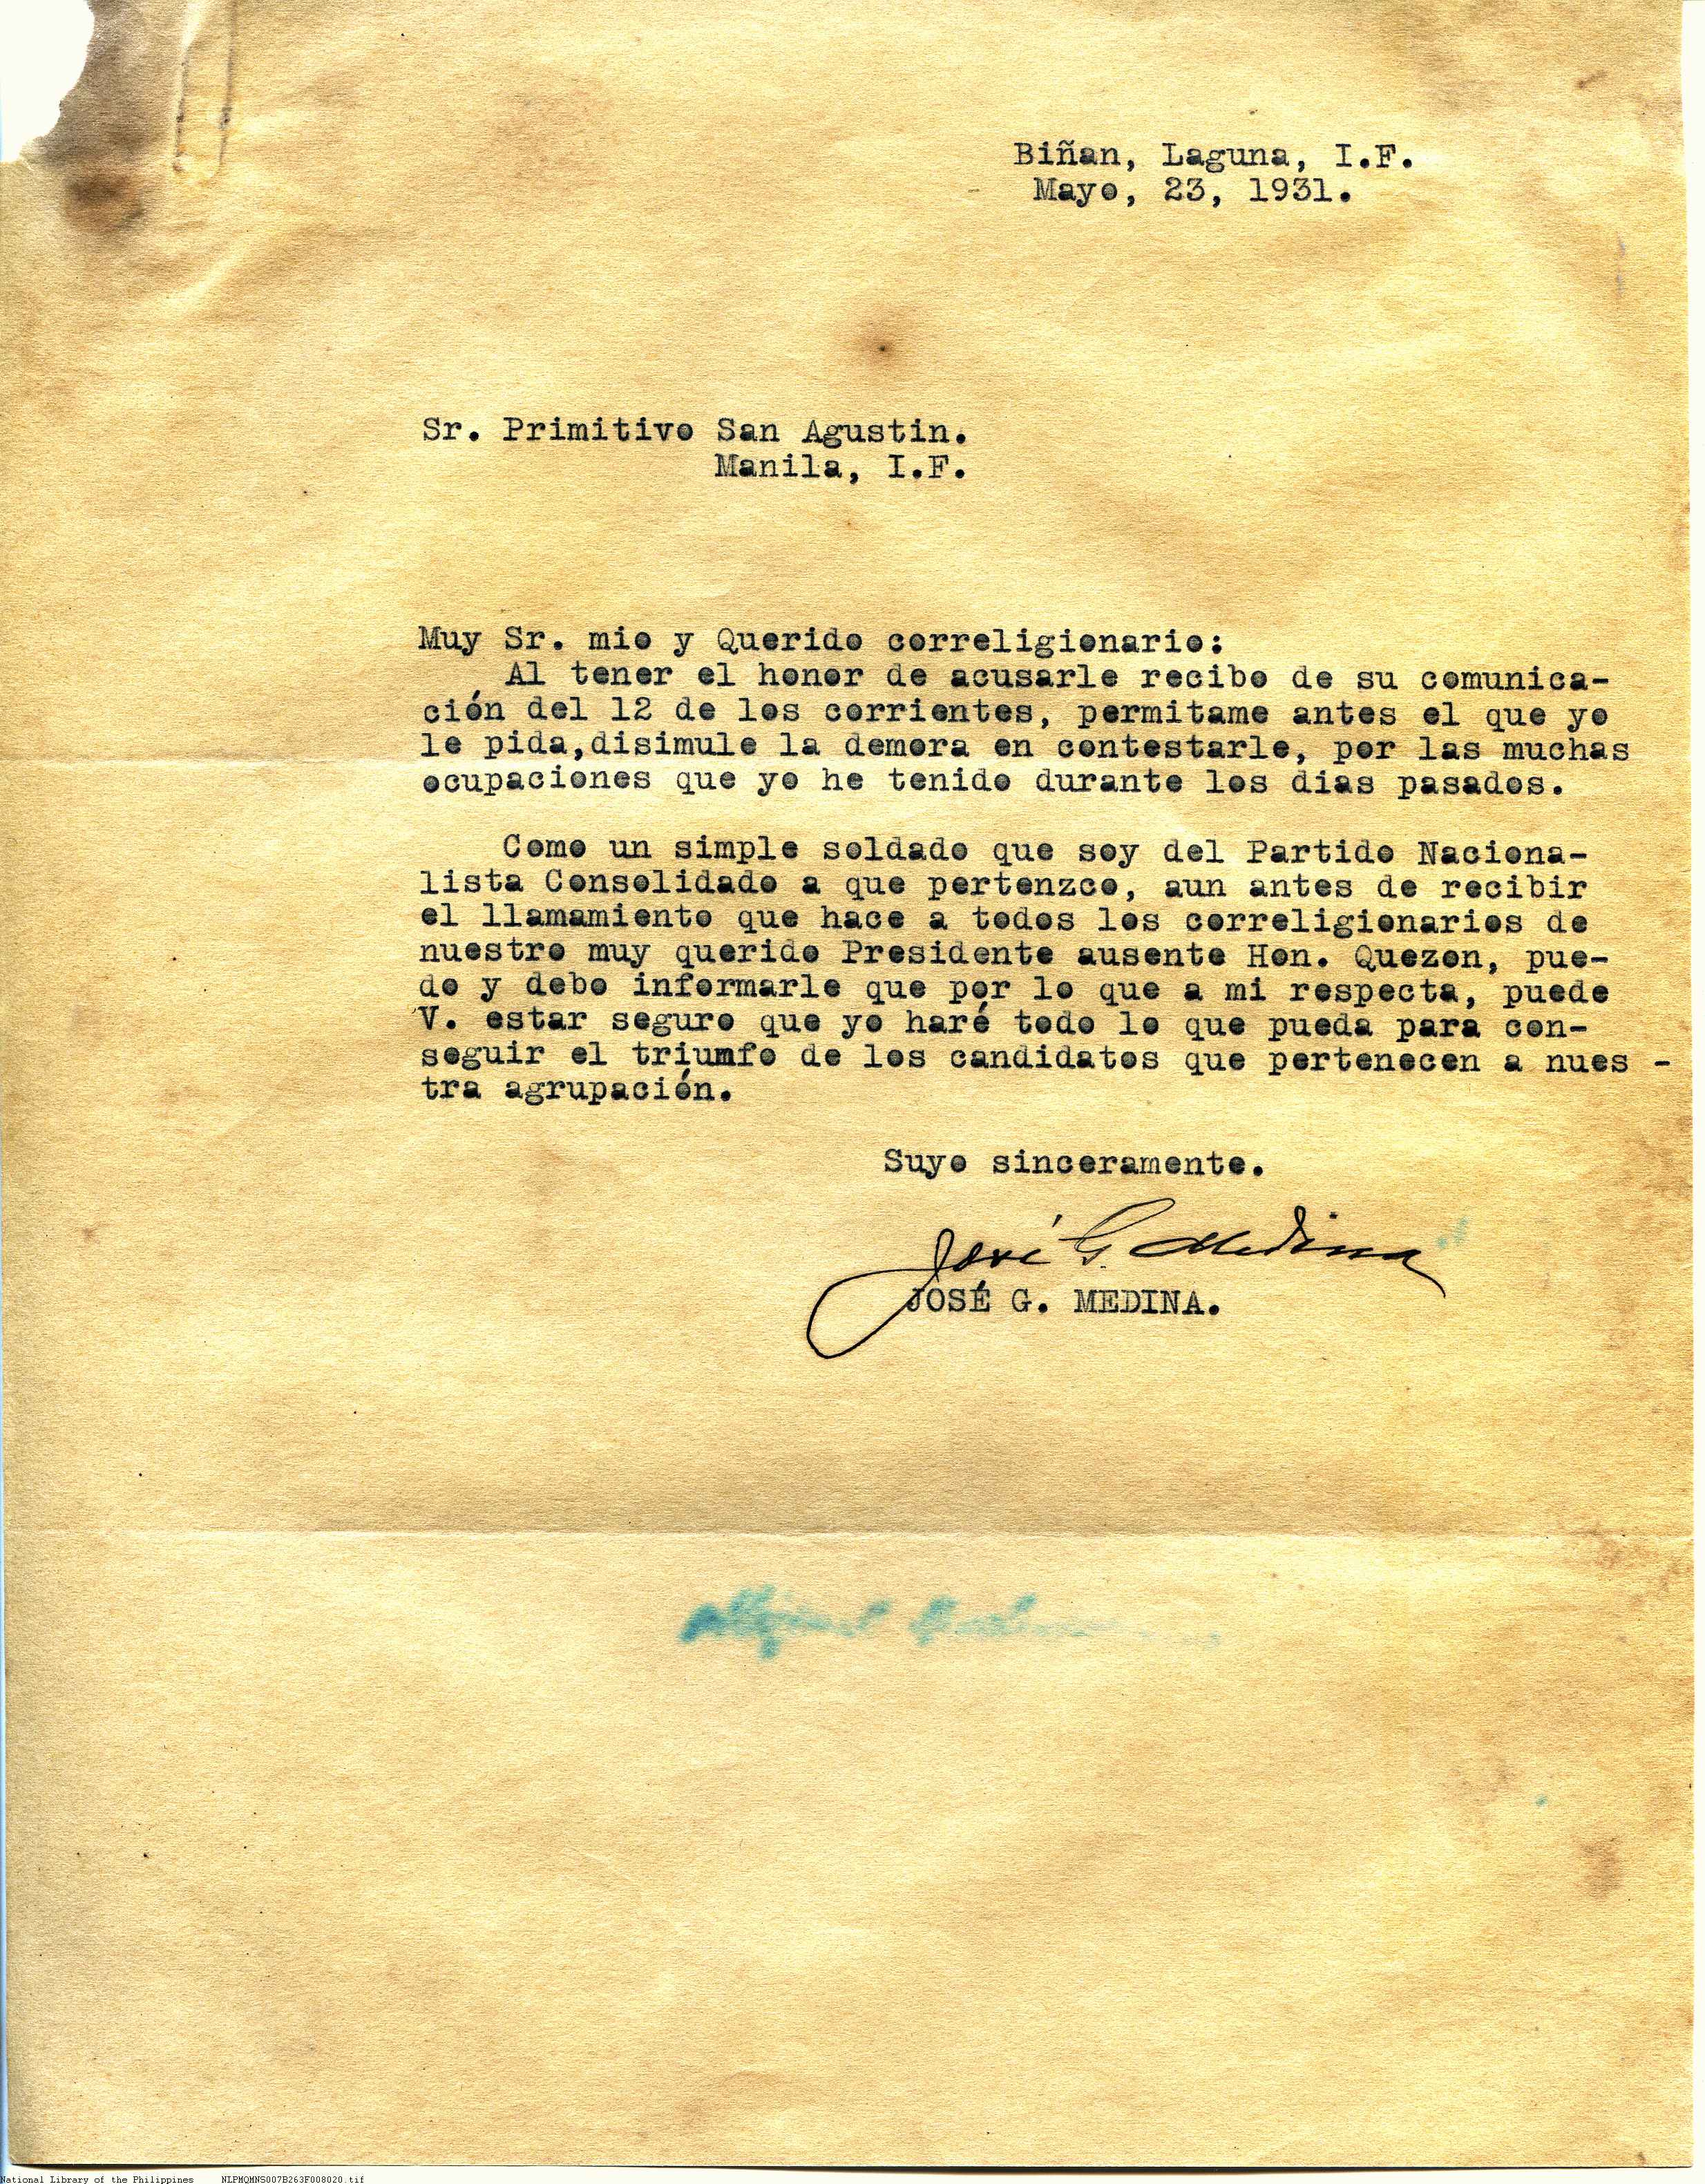 Biñan, Laguna, I.F.
Mayo, 23, 1931.
Sr. Primitivo San Agustin.
Manila, I.F.
Muy Sr. mio y Querido correligionario:
Al tener el honor de acusarle recibo de su comunica-
ción del 12 de los corrientes, permitame antes el que yo
le pida,disimule la demora en contestarle, por las muchas
ocupaciones que yo he tenido durante los dias pasados.
Como un simple soldado que soy del Partido Naciona-
lista Consolidado a que pertenzco, aun antes de recibir
el llamamiento que hace a todos los correligionarios de
nuestro muy querido Presidente ausente Hon. Quezon, pue-
do y debo informarle que por lo que a mi respecta, puede
V. estar seguro que yo haré todo lo que pueda para con-
seguir el triumfo de los candidatos que pertenecen a nues -
tra agrupación.
Suyo sinceramente.
José G. Medina
JOSÉ G. MEDINA.
National Library of the Philippines NLPMQMNS007B263F008020.tif